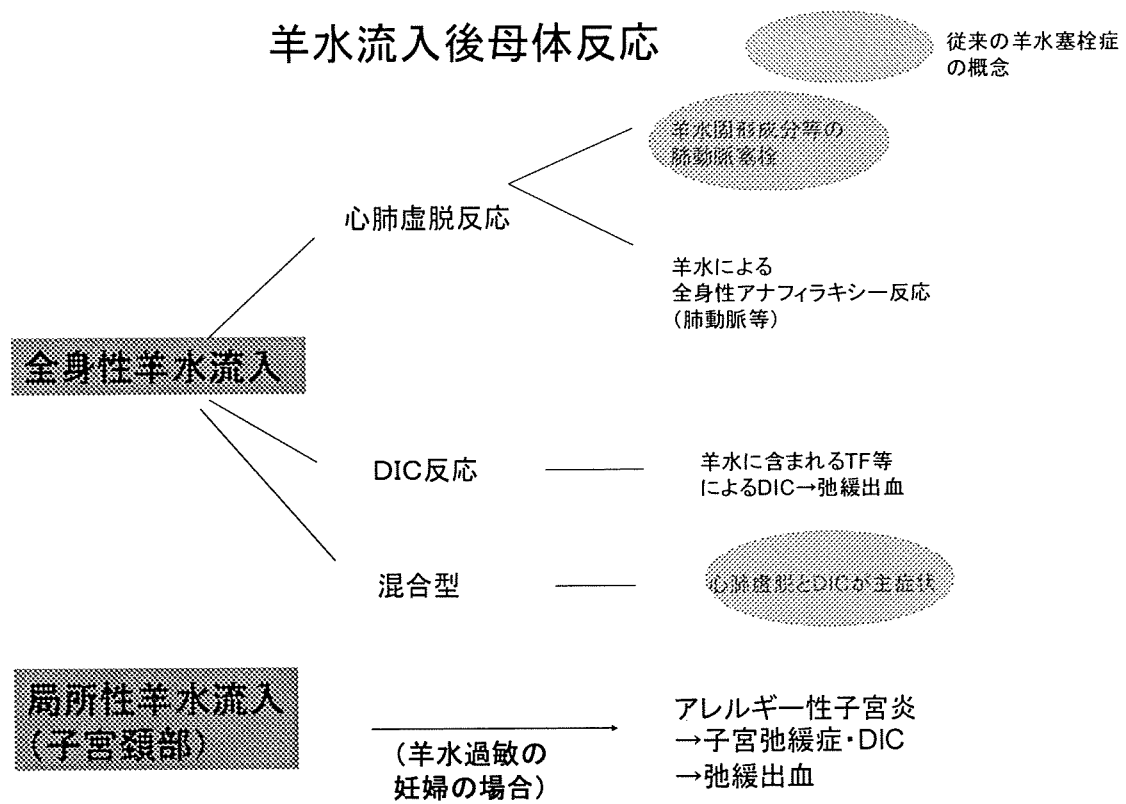 羊水流入後母体反応
従来の羊水塞栓症
の概念
羊水固形成分等の
肺動脈塞栓
心肺虚脱反応
羊水による
全身性アナフィラキシー反応
(肺動脈等)
全身性羊水流入
DIC反応
羊水に含まれるTF等
によるDIC→弛緩出血
混合型
心肺虚脱とDICが主症状
局所性羊水流入
(子宮頚部)
(羊水過敏の
妊婦の場合)
アレルギー性子宮炎
→子宮弛緩症・DIC
→弛緩出血